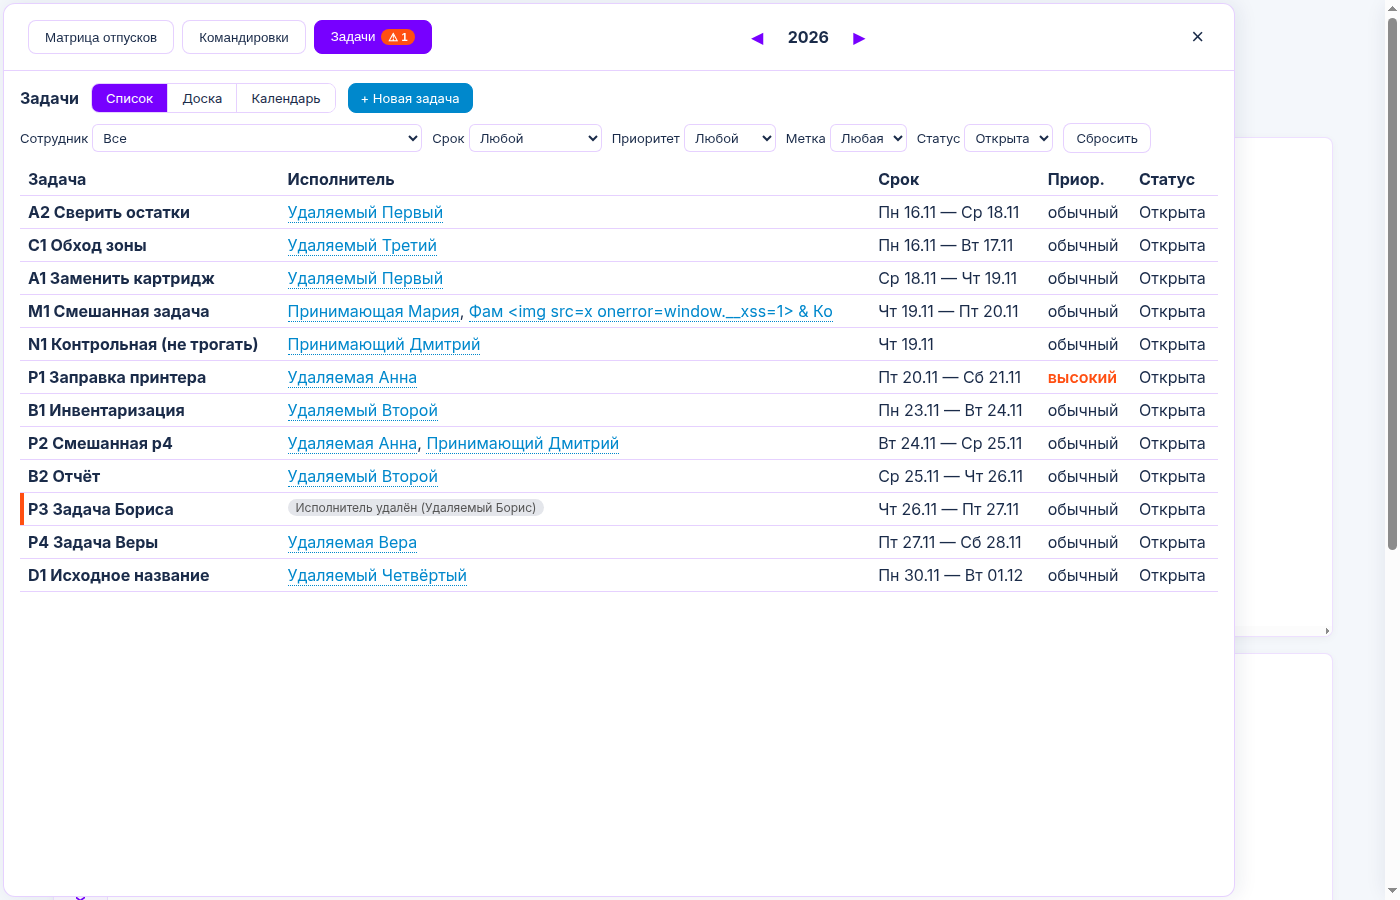 Матрица отпусков Командировки Задачи ⚠ 1 ◀ 2026 ▶ ×
Задачи Список Доска Календарь + Новая задача
Сотрудник Все Срок Любой Приоритет Любой Метка Любая Статус Открыта Сбросить
Задача Исполнитель Срок Приор. Статус
A2 Сверить остатки Удаляемый Первый Пн 16.11 — Ср 18.11 обычный Открыта
C1 Обход зоны Удаляемый Третий Пн 16.11 — Вт 17.11 обычный Открыта
A1 Заменить картридж Удаляемый Первый Ср 18.11 — Чт 19.11 обычный Открыта
M1 Смешанная задача Принимающая Мария, Фам <img src=x onerror=window.__xss=1> & Ко Чт 19.11 — Пт 20.11 обычный Открыта
N1 Контрольная (не трогать) Принимающий Дмитрий Чт 19.11 обычный Открыта
P1 Заправка принтера Удаляемая Анна Пт 20.11 — Сб 21.11 высокий Открыта
B1 Инвентаризация Удаляемый Второй Пн 23.11 — Вт 24.11 обычный Открыта
P2 Смешанная p4 Удаляемая Анна, Принимающий Дмитрий Вт 24.11 — Ср 25.11 обычный Открыта
B2 Отчёт Удаляемый Второй Ср 25.11 — Чт 26.11 обычный Открыта
P3 Задача Бориса Исполнитель удалён (Удаляемый Борис) Чт 26.11 — Пт 27.11 обычный Открыта
P4 Задача Веры Удаляемая Вера Пт 27.11 — Сб 28.11 обычный Открыта
D1 Исходное название Удаляемый Четвёртый Пн 30.11 — Вт 01.12 обычный Открыта